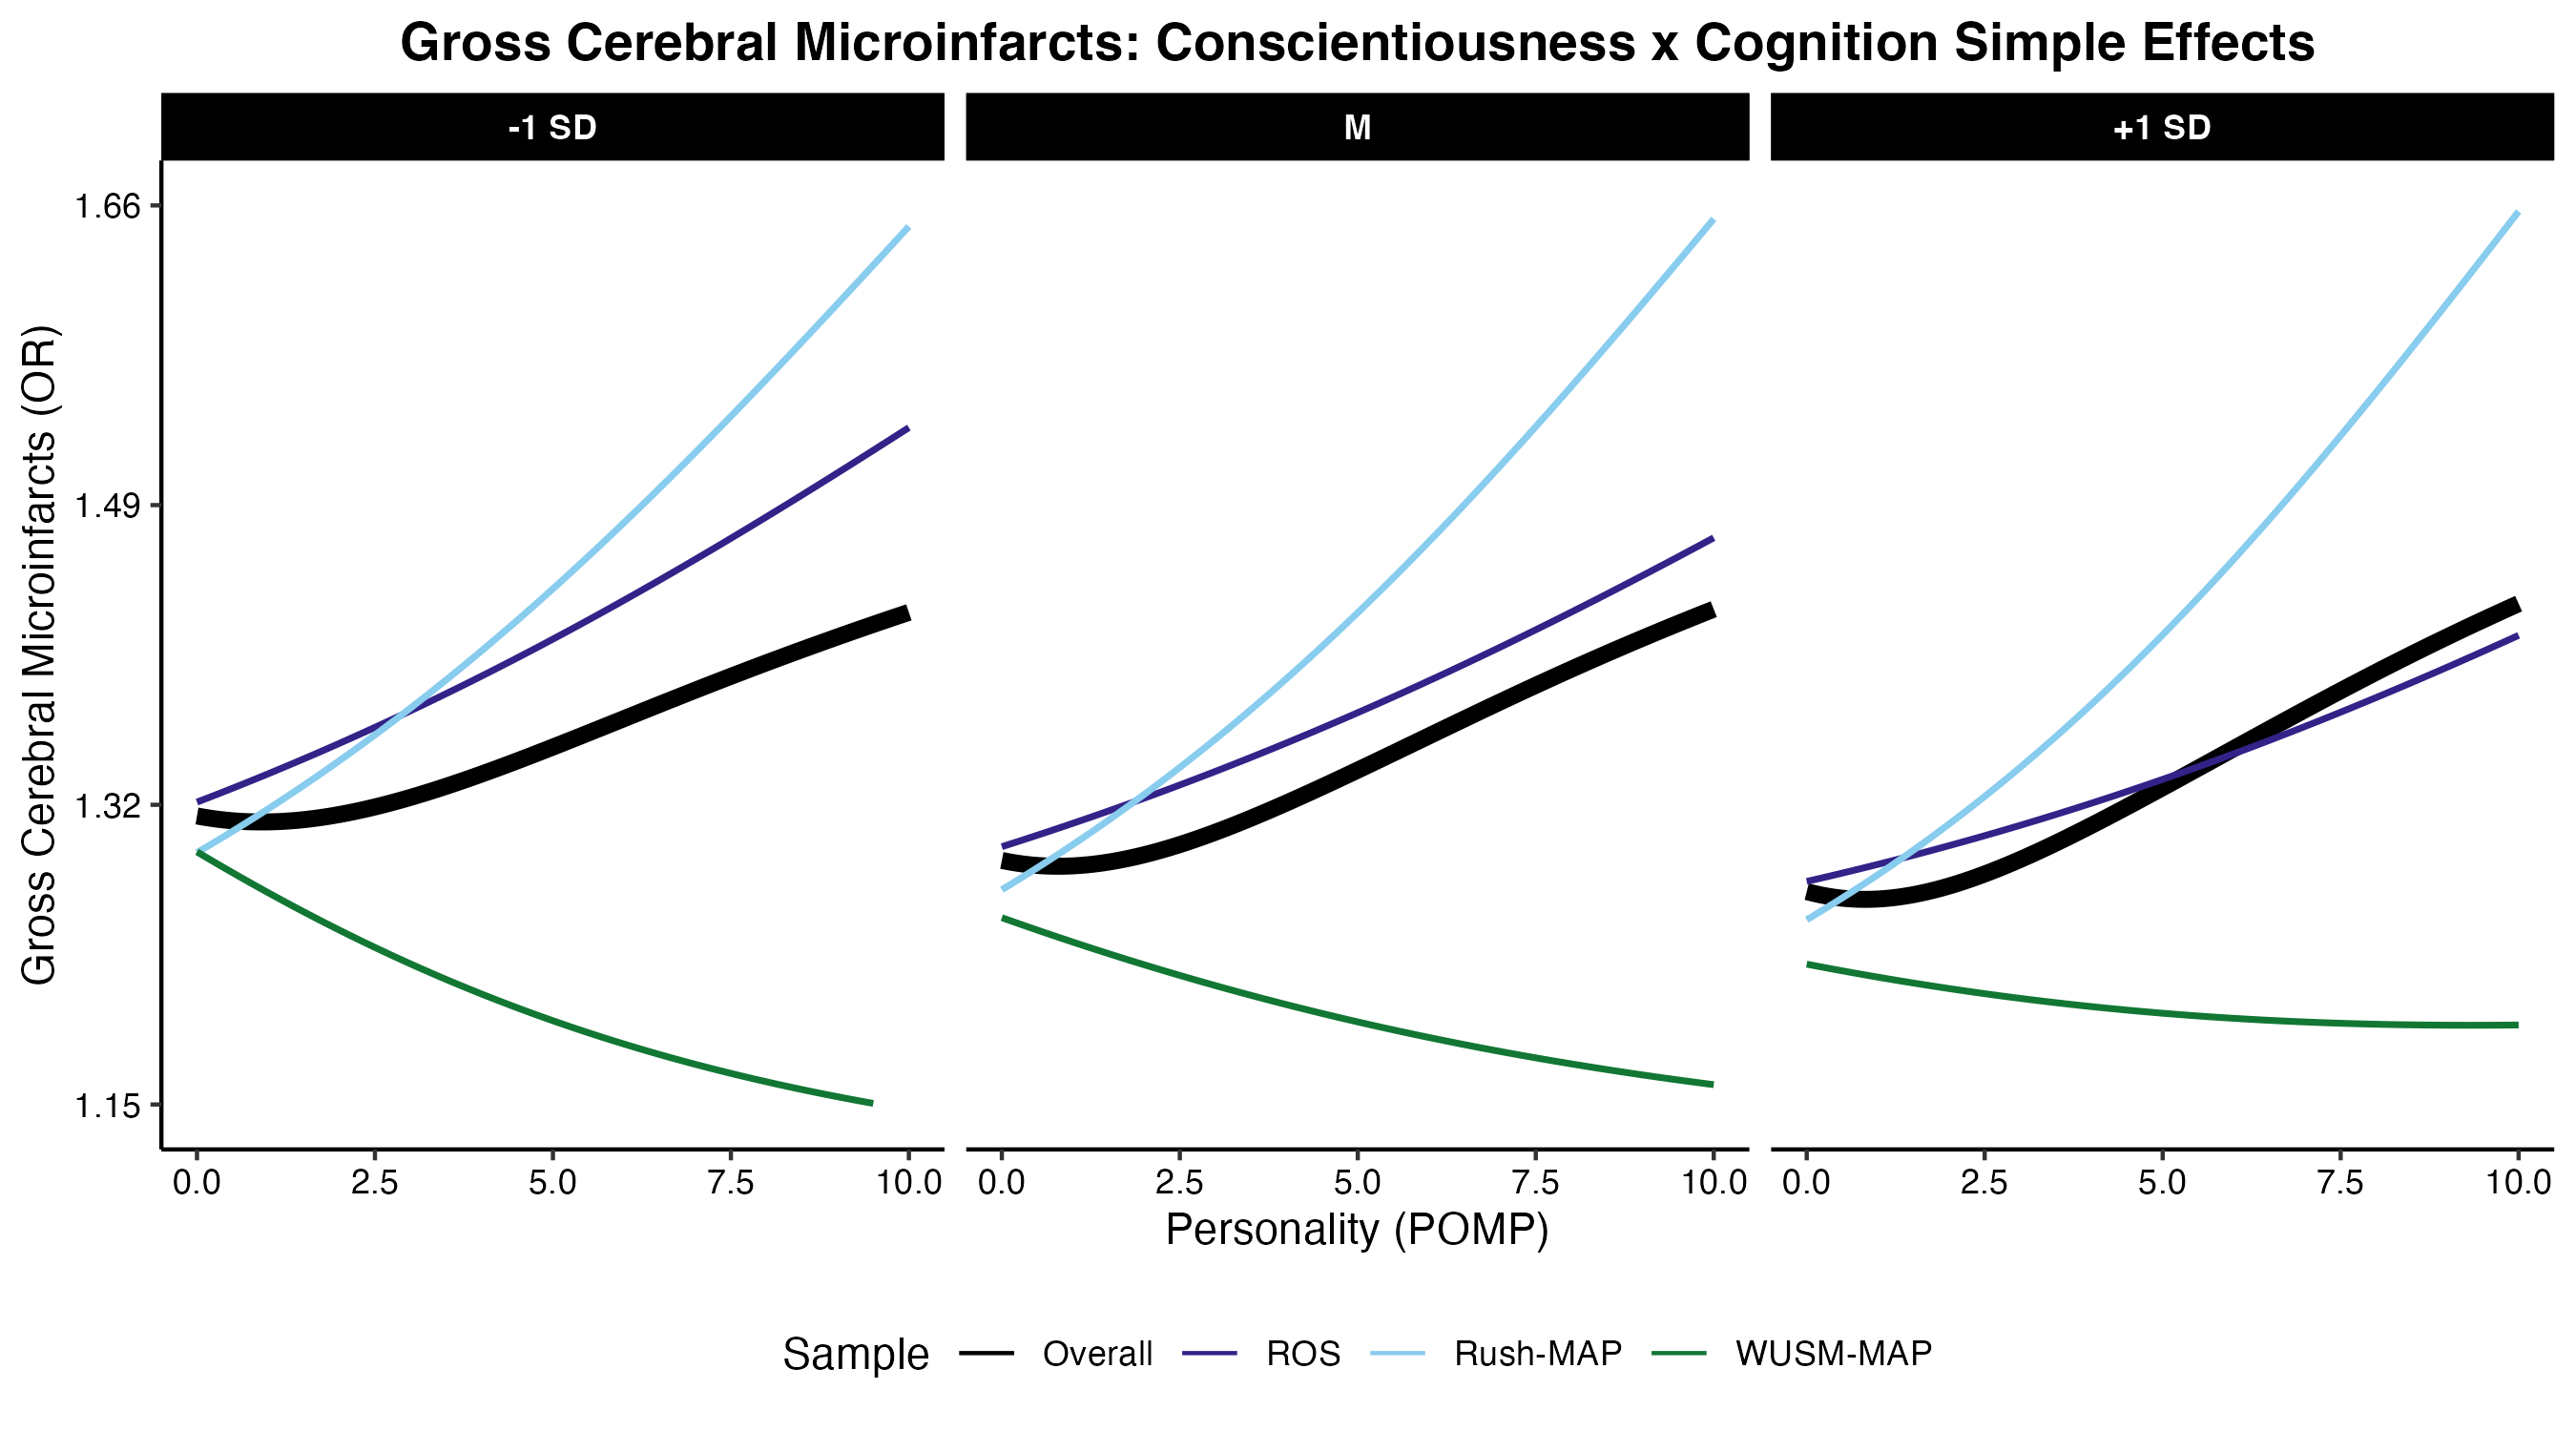 Gross Cerebral Microinfarcts: Conscientiousness x Cognition Simple Effects
-1 SD
M
+1 SD
Gross Cerebral Microinfarcts (OR)
1.66
1.49
1.32
1.15
0.0 2.5 5.0 7.5 10.0
0.0 2.5 5.0 7.5 10.0
0.0 2.5 5.0 7.5 10.0
Personality (POMP)
Sample Overall ROS Rush-MAP WUSM-MAP